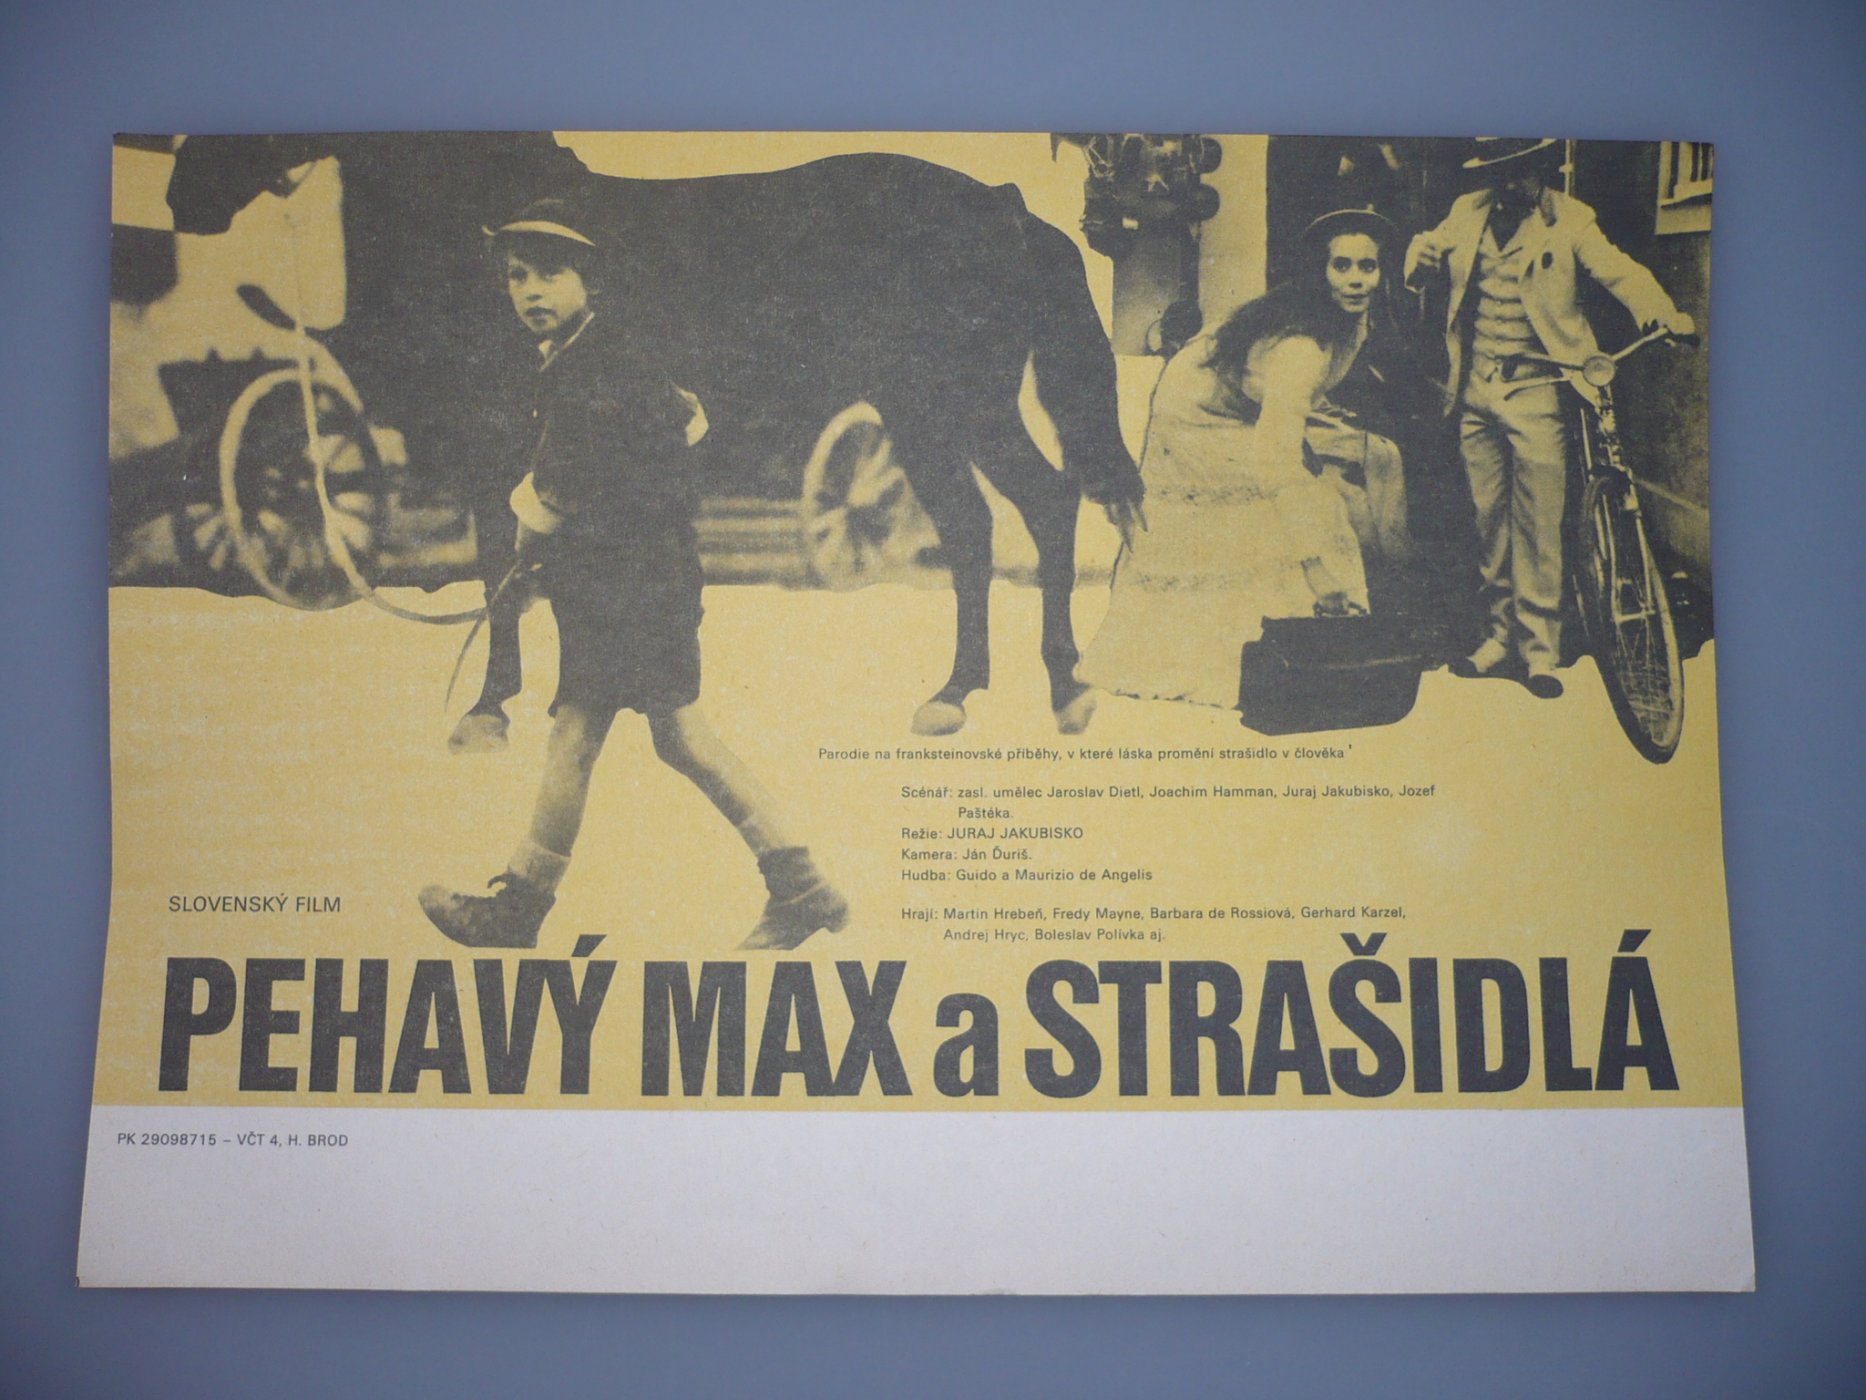 Parodie na franksteinovské příběhy, v které láska promění strašidlo v člověka'
Scénář: zasl. umělec Jaroslav Dietl, Joachim Hamman, Juraj Jakubisko, Jozef
Paštéka.
Režie: JURAJ JAKUBISKO
Kamera: Ján Ďuriš.
Hudba: Guido a Maurizio de Angelis
Hrají: Martin Hrebeň, Fredy Mayne, Barbara de Rossiová, Gerhard Karzel,
Andrej Hryc, Boleslav Polívka aj.
SLOVENSKÝ FILM
PEHAVÝ MAX a STRAŠIDLÁ
PK 29098715 – VČT 4, H. BROD